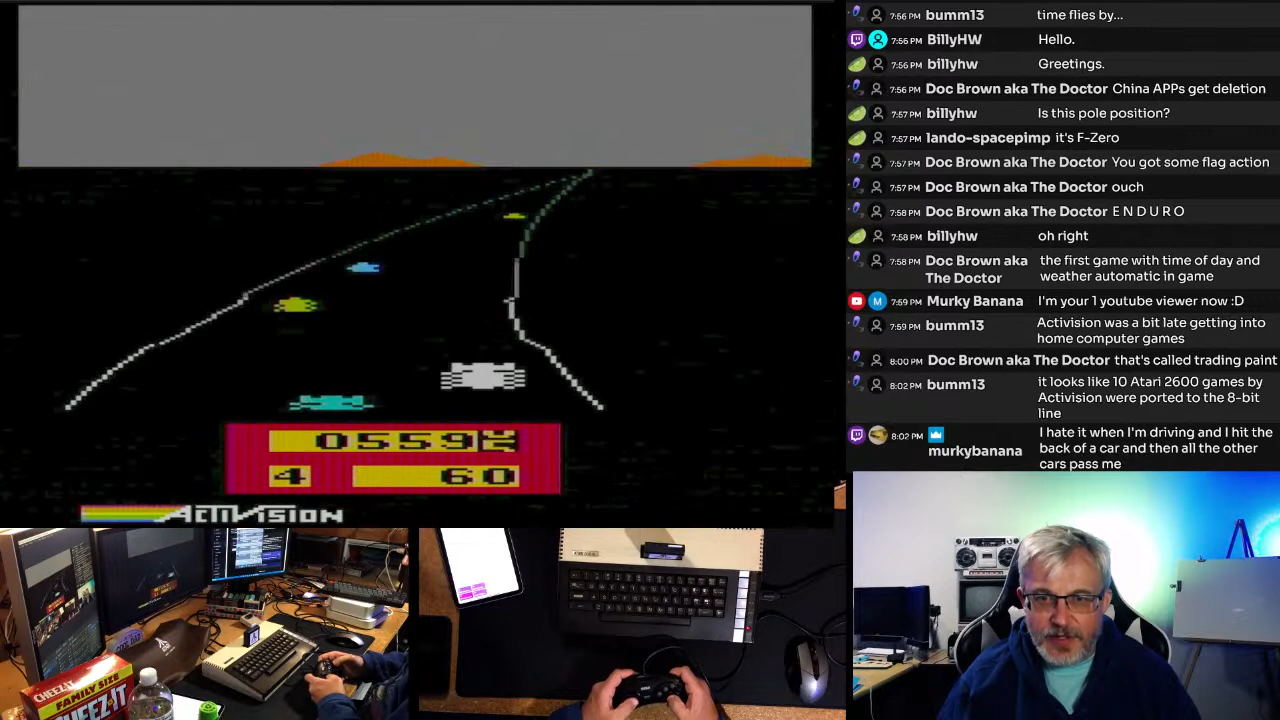 7:56 PM bumm13 time flies by...
7:56 PM BillyHW Hello.
7:56 PM billyhw Greetings.
7:56 PM Doc Brown aka The Doctor China APPs get deletion
7:57 PM billyhw Is this pole position?
7:57 PM lando-spacepimp it's F-Zero
7:57 PM Doc Brown aka The Doctor You got some flag action
7:57 PM Doc Brown aka The Doctor ouch
7:58 PM Doc Brown aka The Doctor E N D U R O
7:58 PM billyhw oh right
7:58 PM Doc Brown aka The Doctor the first game with time of day and
weather automatic in game
M 7:59 PM Murky Banana I'm your 1 youtube viewer now :D
7:59 PM bumm13 Activision was a bit late getting into
home computer games
8:00 PM Doc Brown aka The Doctor that's called trading paint
8:02 PM bumm13 it looks like 10 Atari 2600 games by
Activision were ported to the 8-bit
line
8:02 PM murkybanana I hate it when I'm driving and I hit the
back of a car and then all the other
cars pass me
0559
4 60
ACTIVISION
CHEEZ-IT
FAMILY SIZE
CHEEZ-IT